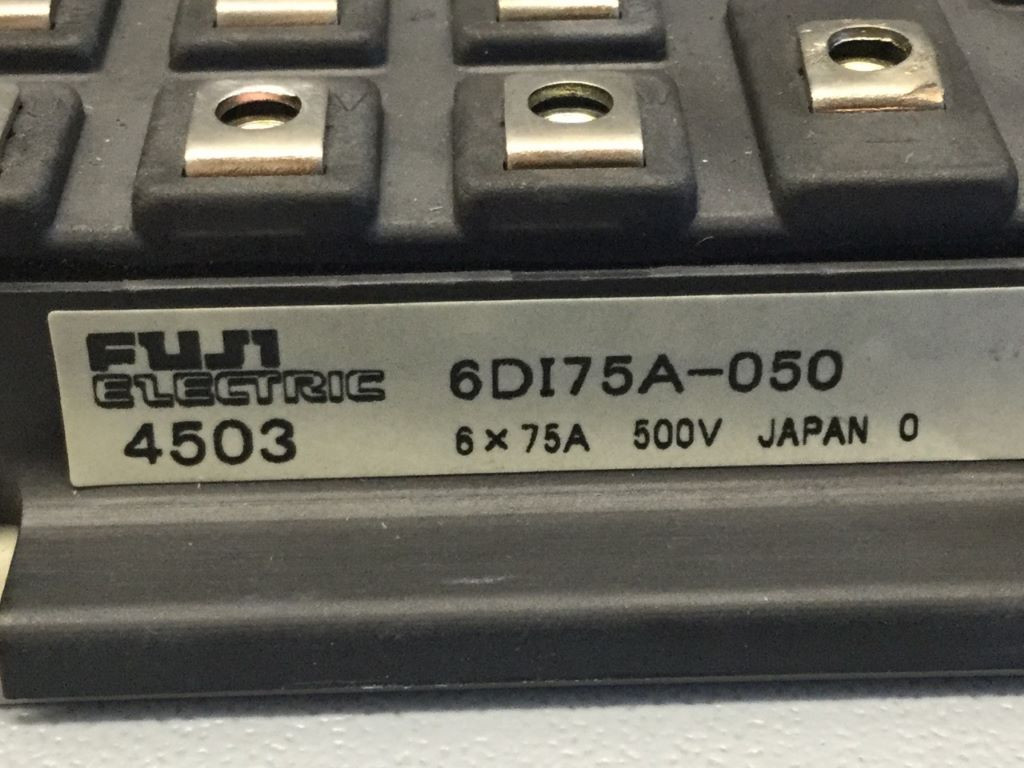 FUJI
ELECTRIC
6DI75A-050
4503
6×75A 500V JAPAN 0